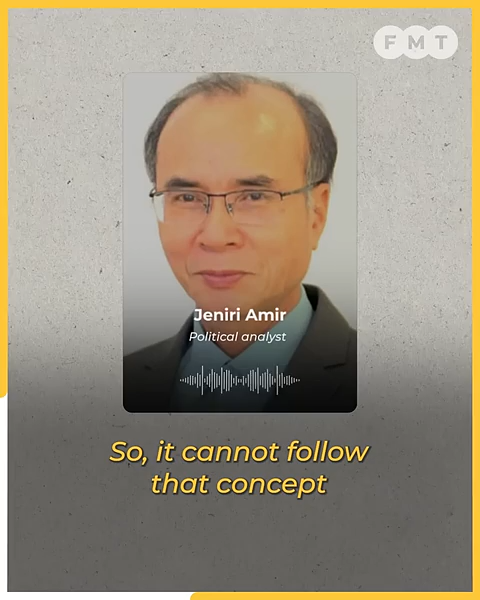 FMT
Jeniri Amir
Political analyst
So, it cannot follow
that concept